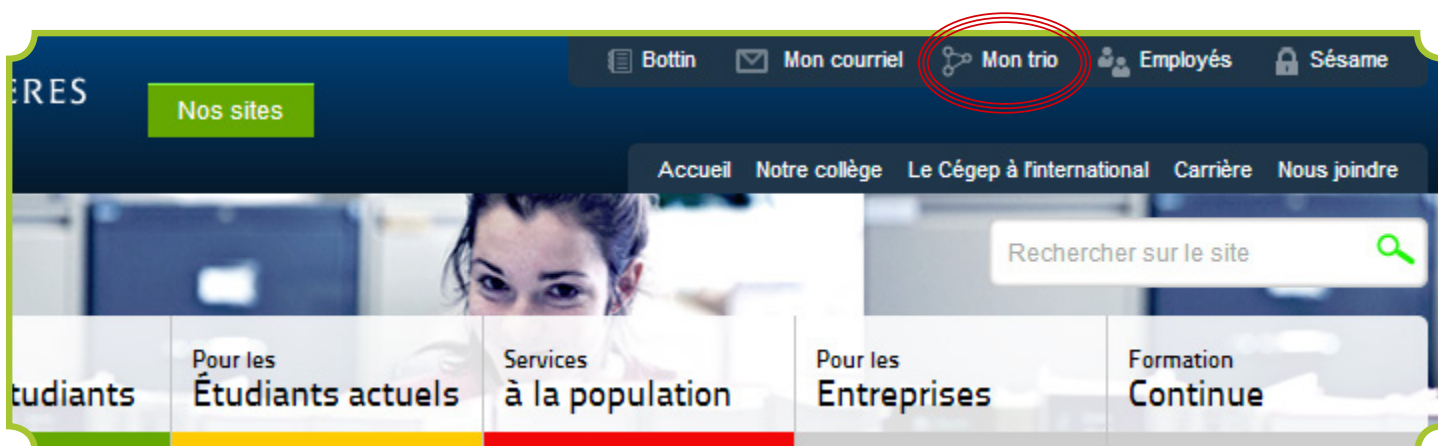 Bottin Mon courriel Mon trio Employés Sésame
ERES
Nos sites
Accueil Notre collège Le Cégep à l'international Carrière Nous joindre
Rechercher sur le site
tudiants
Pour les
Étudiants actuels
Services
à la population
Pour les
Entreprises
Formation
Continue